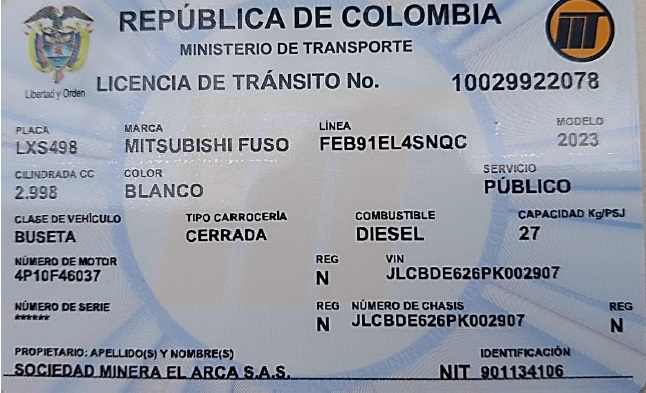 REPÚBLICA DE COLOMBIA
MINISTERIO DE TRANSPORTE
Libertad y Orden
LICENCIA DE TRÁNSITO No. 10029922078
PLACA MARCA LÍNEA MODELO
LXS498 MITSUBISHI FUSO FEB91EL4SNQC 2023
CILINDRADA CC COLOR SERVICIO
2.998 BLANCO PÚBLICO
CLASE DE VEHÍCULO TIPO CARROCERÍA COMBUSTIBLE CAPACIDAD Kg/PSJ
BUSETA CERRADA DIESEL 27
NÚMERO DE MOTOR REG VIN
4P10F46037 N JLCBDE626PK002907
NÚMERO DE SERIE REG NÚMERO DE CHASIS REG
****** N JLCBDE626PK002907 N
PROPIETARIO: APELLIDO(S) Y NOMBRE(S) IDENTIFICACIÓN
SOCIEDAD MINERA EL ARCA S.A.S. NIT 901134106